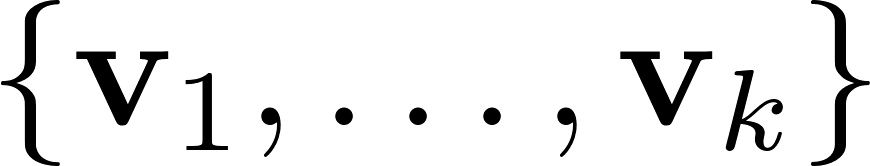 {𝐯₁, . . . , 𝐯ₖ}